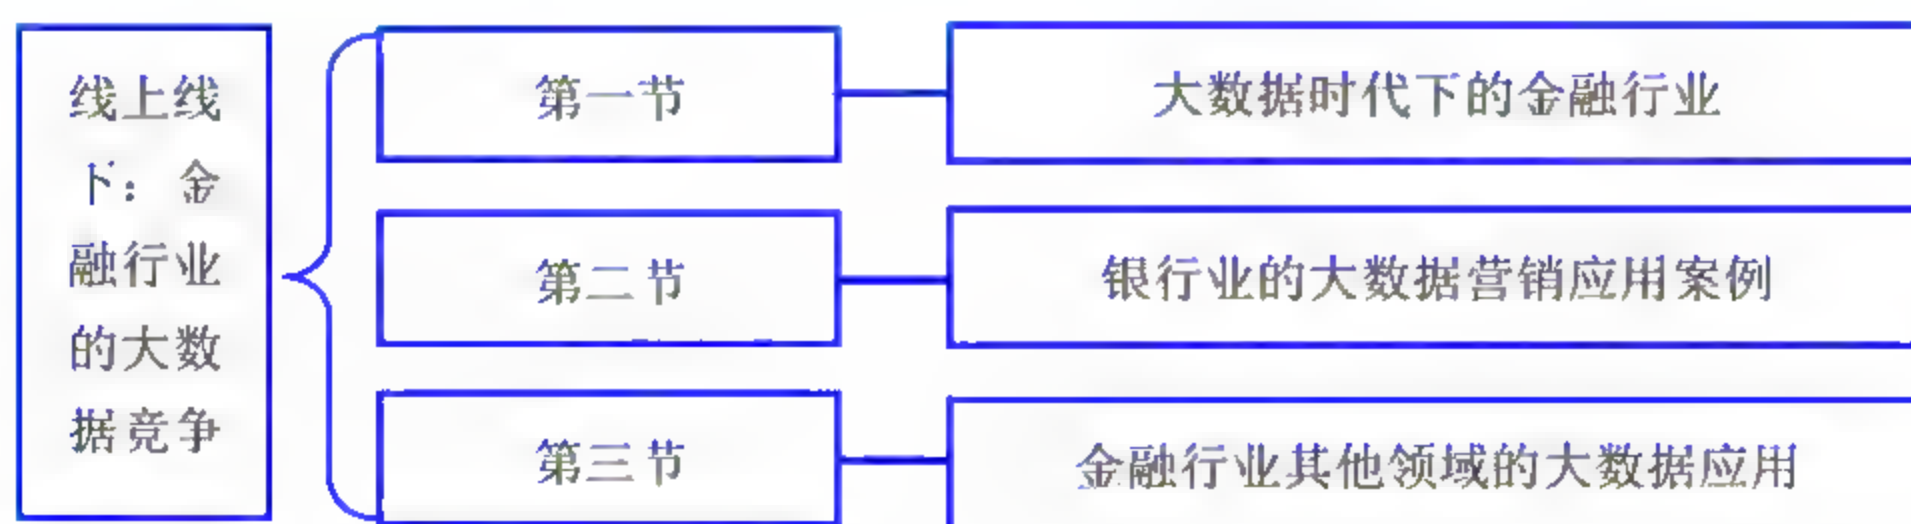 线上线
下：金
融行业
的大数
据竞争
第一节
大数据时代下的金融行业
第二节
银行业的大数据营销应用案例
第三节
金融行业其他领域的大数据应用